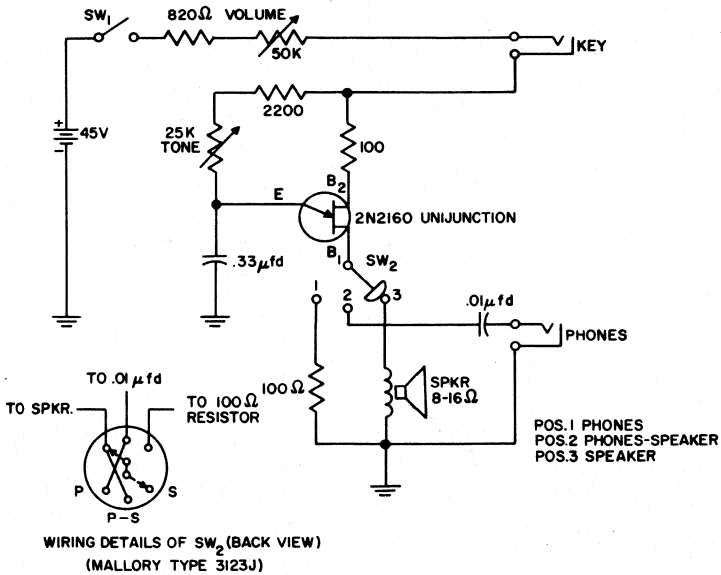 SW1
820Ω VOLUME
50K
KEY
2200
25K
TONE
100
+
45V
-
B2
E
2N2160 UNIJUNCTION
B1
SW2
.33µfd
1
2
3
.01µfd
PHONES
100Ω
SPKR
8-16Ω
TO .01µfd
TO SPKR.
TO 100Ω
RESISTOR
POS.1 PHONES
POS.2 PHONES-SPEAKER
POS.3 SPEAKER
P
S
P-S
WIRING DETAILS OF SW2 (BACK VIEW)
(MALLORY TYPE 3123J)